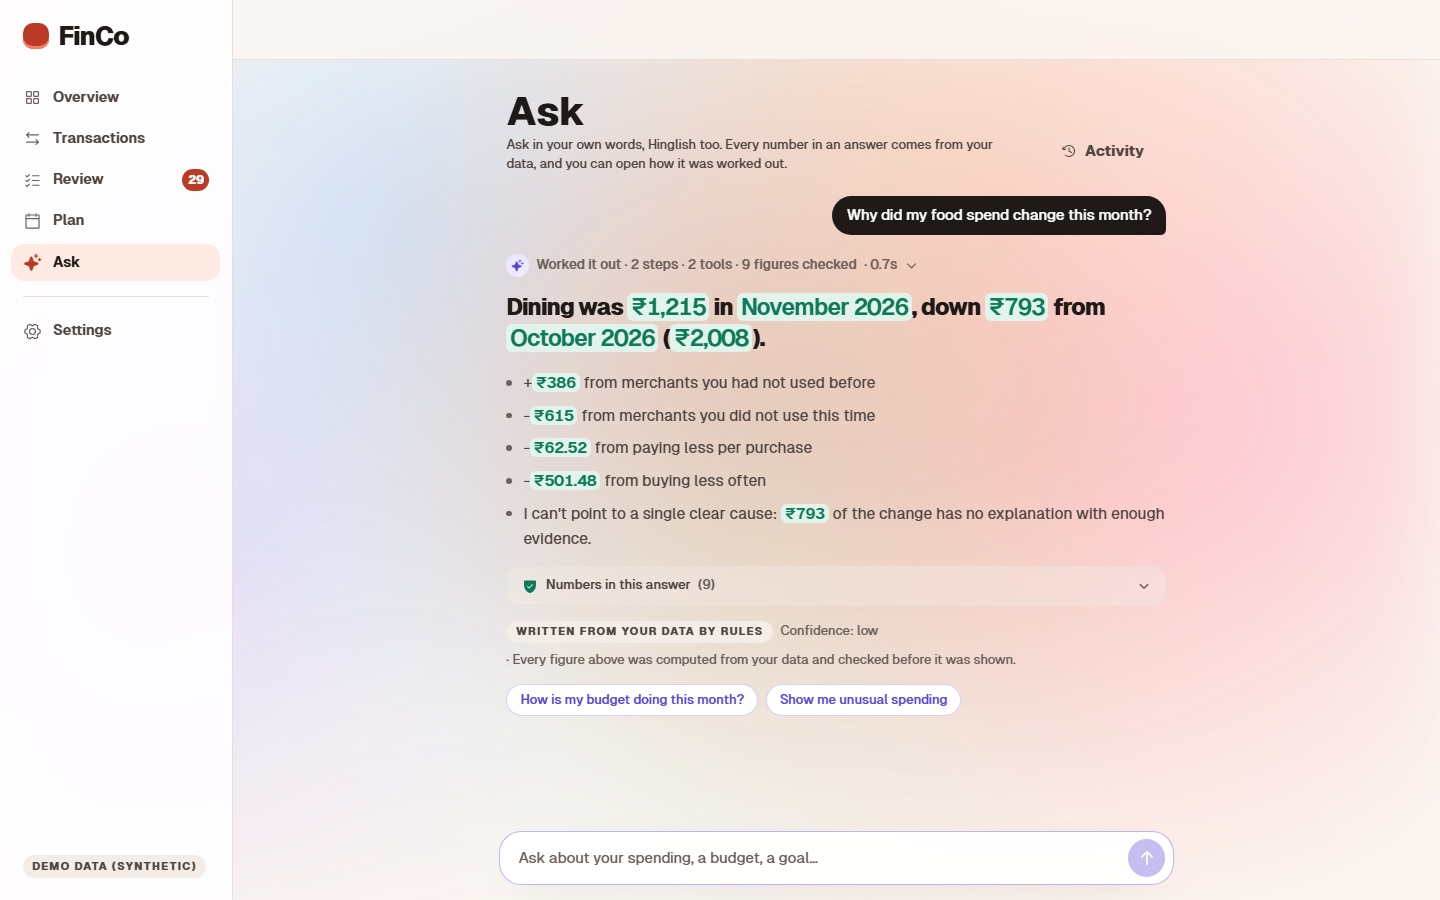 FinCo
Overview
Transactions
Review 29
Plan
Ask
Settings
DEMO DATA (SYNTHETIC)
Ask
Ask in your own words, Hinglish too. Every number in an answer comes from your
data, and you can open how it was worked out.
Activity
Why did my food spend change this month?
Worked it out · 2 steps · 2 tools · 9 figures checked · 0.7s
Dining was ₹1,215 in November 2026, down ₹793 from
October 2026 (₹2,008).
+₹386 from merchants you had not used before
-₹615 from merchants you did not use this time
-₹62.52 from paying less per purchase
-₹501.48 from buying less often
I can't point to a single clear cause: ₹793 of the change has no explanation with enough
evidence.
Numbers in this answer (9)
WRITTEN FROM YOUR DATA BY RULES Confidence: low
· Every figure above was computed from your data and checked before it was shown.
How is my budget doing this month? Show me unusual spending
Ask about your spending, a budget, a goal...